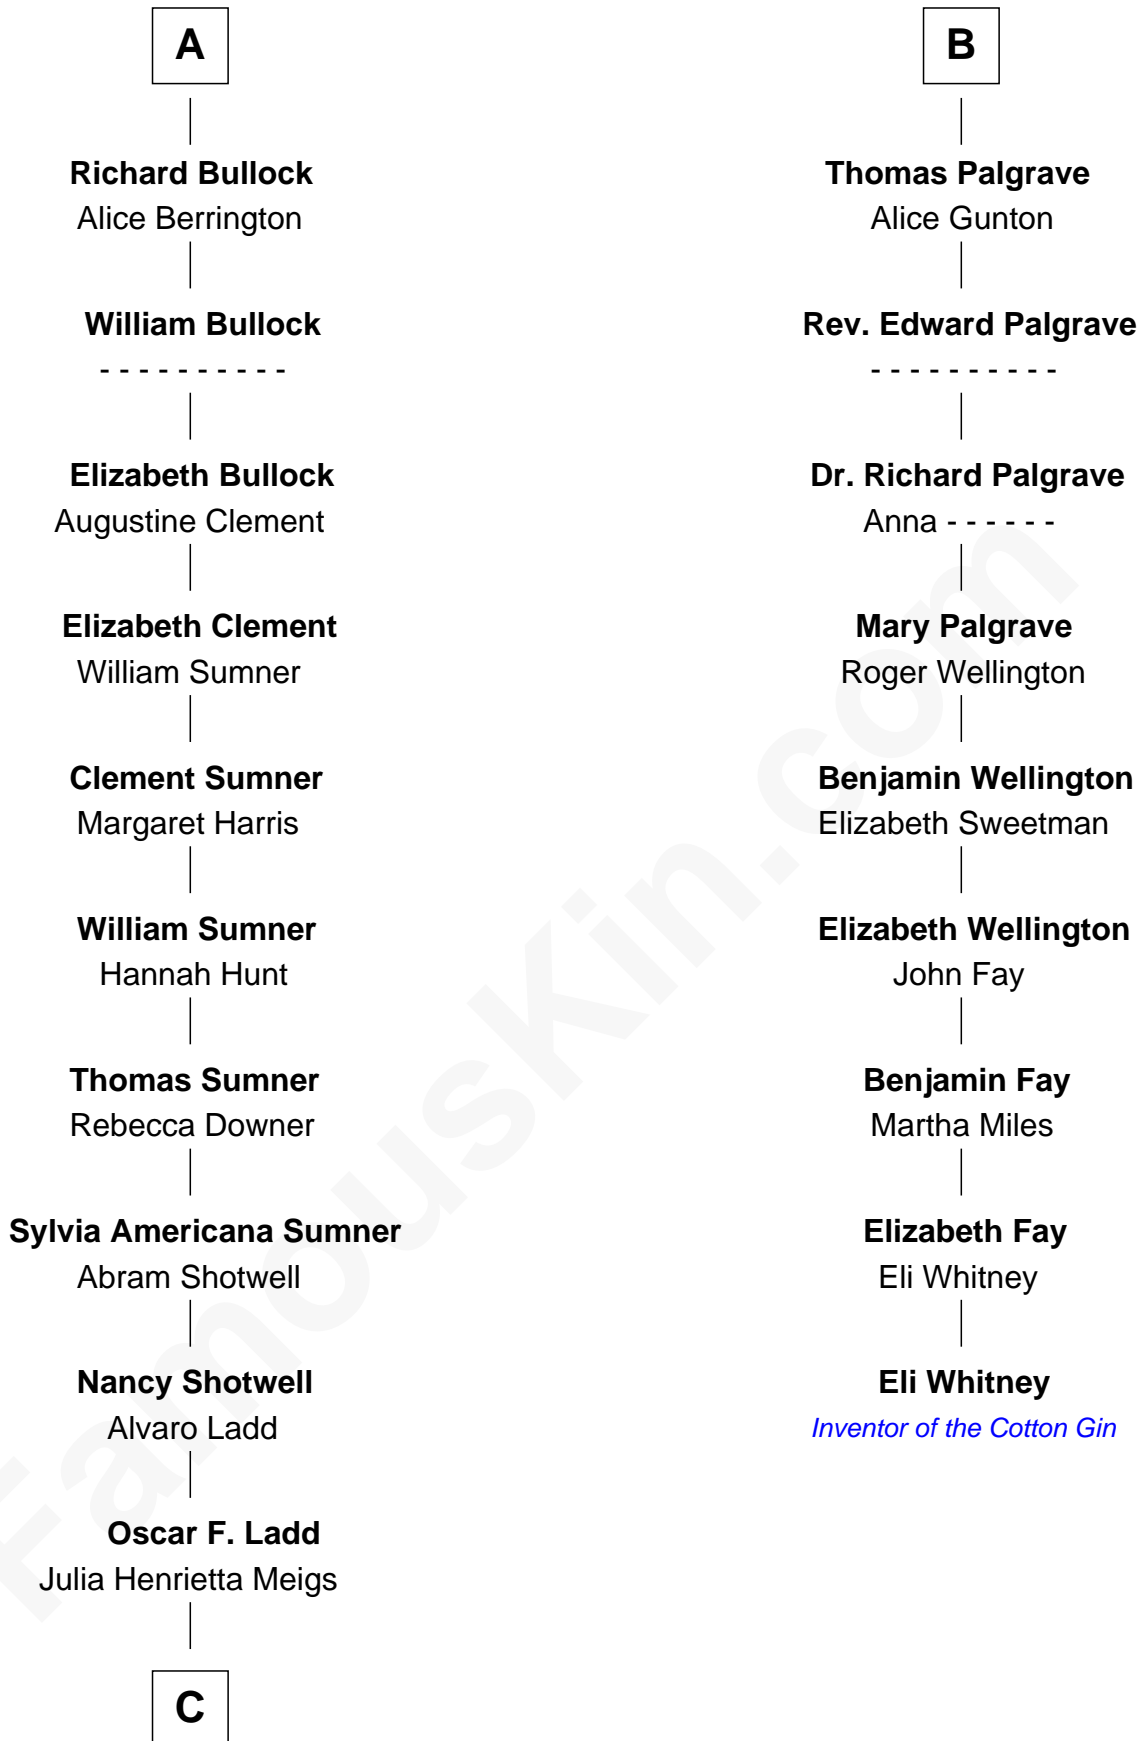 A
Richard Bullock
Alice Berrington
William Bullock
- - - - - - - - - -
Elizabeth Bullock
Augustine Clement
Elizabeth Clement
William Sumner
Clement Sumner
Margaret Harris
William Sumner
Hannah Hunt
Thomas Sumner
Rebecca Downer
Sylvia Americana Sumner
Abram Shotwell
Nancy Shotwell
Alvaro Ladd
Oscar F. Ladd
Julia Henrietta Meigs
C
B
Thomas Palgrave
Alice Gunton
Rev. Edward Palgrave
- - - - - - - - - -
Dr. Richard Palgrave
Anna - - - - - -
Mary Palgrave
Roger Wellington
Benjamin Wellington
Elizabeth Sweetman
Elizabeth Wellington
John Fay
Benjamin Fay
Martha Miles
Elizabeth Fay
Eli Whitney
Eli Whitney
Inventor of the Cotton Gin
FamousKin.com